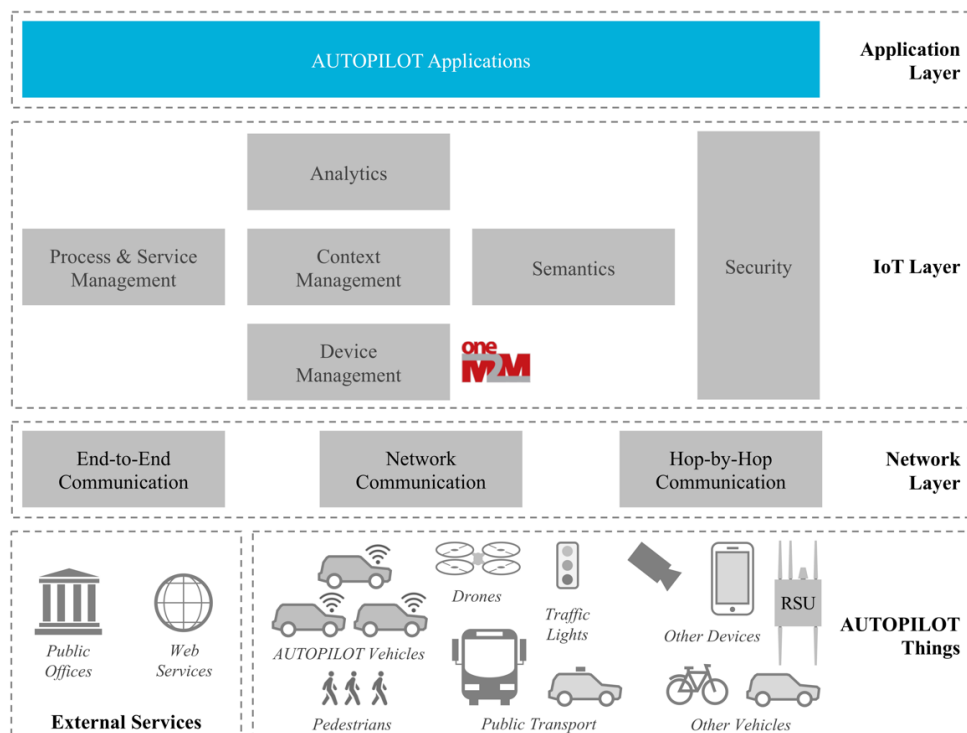 AUTOPILOT Applications
Application
Layer
Analytics
Process & Service
Management
Context
Management
Semantics
Security
IoT Layer
Device
Management
one
M2M
End-to-End
Communication
Network
Communication
Hop-by-Hop
Communication
Network
Layer
Public
Offices
Web
Services
External Services
AUTOPILOT Vehicles
Drones
Traffic
Lights
Other Devices
RSU
AUTOPILOT
Things
Pedestrians
Public Transport
Other Vehicles